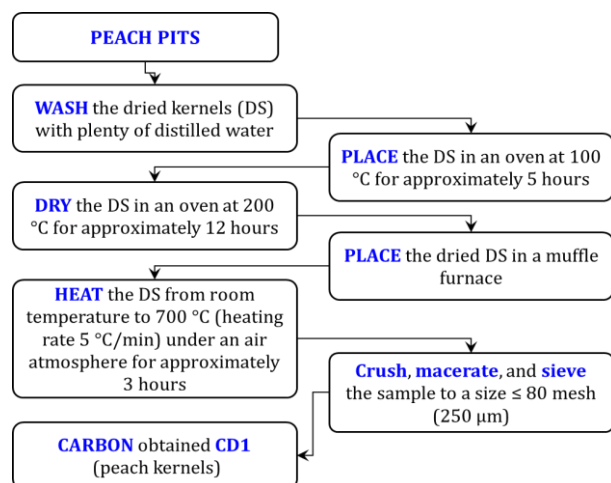 PEACH PITS
WASH the dried kernels (DS)
with plenty of distilled water
PLACE the DS in an oven at 100
°C for approximately 5 hours
DRY the DS in an oven at 200
°C for approximately 12 hours
PLACE the dried DS in a muffle
furnace
HEAT the DS from room
temperature to 700 °C (heating
rate 5 °C/min) under an air
atmosphere for approximately
3 hours
Crush, macerate, and sieve
the sample to a size ≤ 80 mesh
(250 μm)
CARBON obtained CD1
(peach kernels)